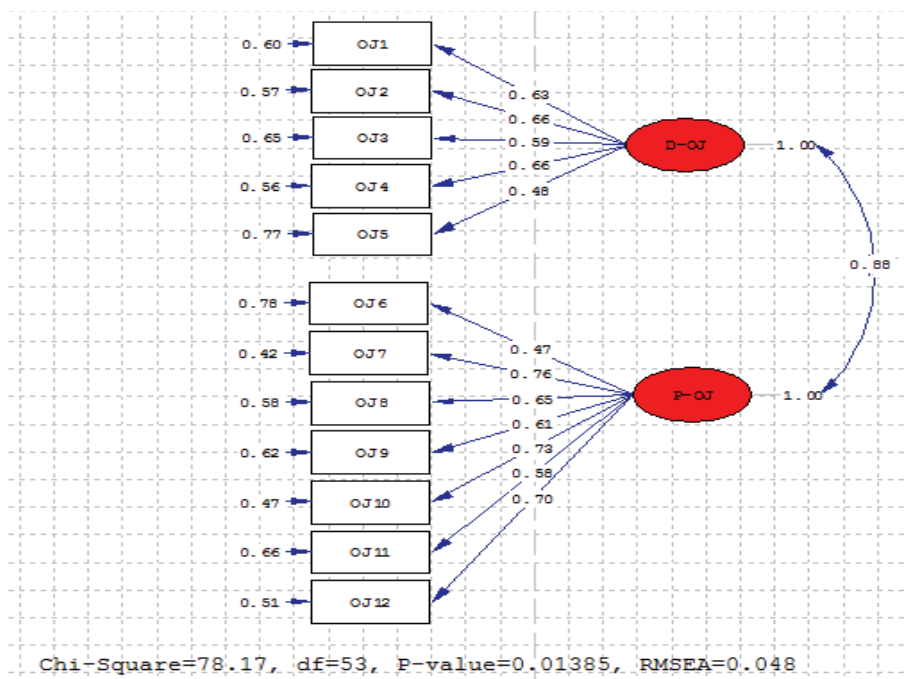 0.60 OJ1
0.57 OJ2
0.65 OJ3
0.56 OJ4
0.77 OJ5
0.63
0.66
0.59
0.66
0.48
D-OJ 1.00
0.88
0.78 OJ6
0.42 OJ7
0.58 OJ8
0.62 OJ9
0.47 OJ10
0.66 OJ11
0.51 OJ12
0.47
0.76
0.65
0.61
0.73
0.58
0.70
P-OJ 1.00
Chi-Square=78.17, df=53, P-value=0.01385, RMSEA=0.048